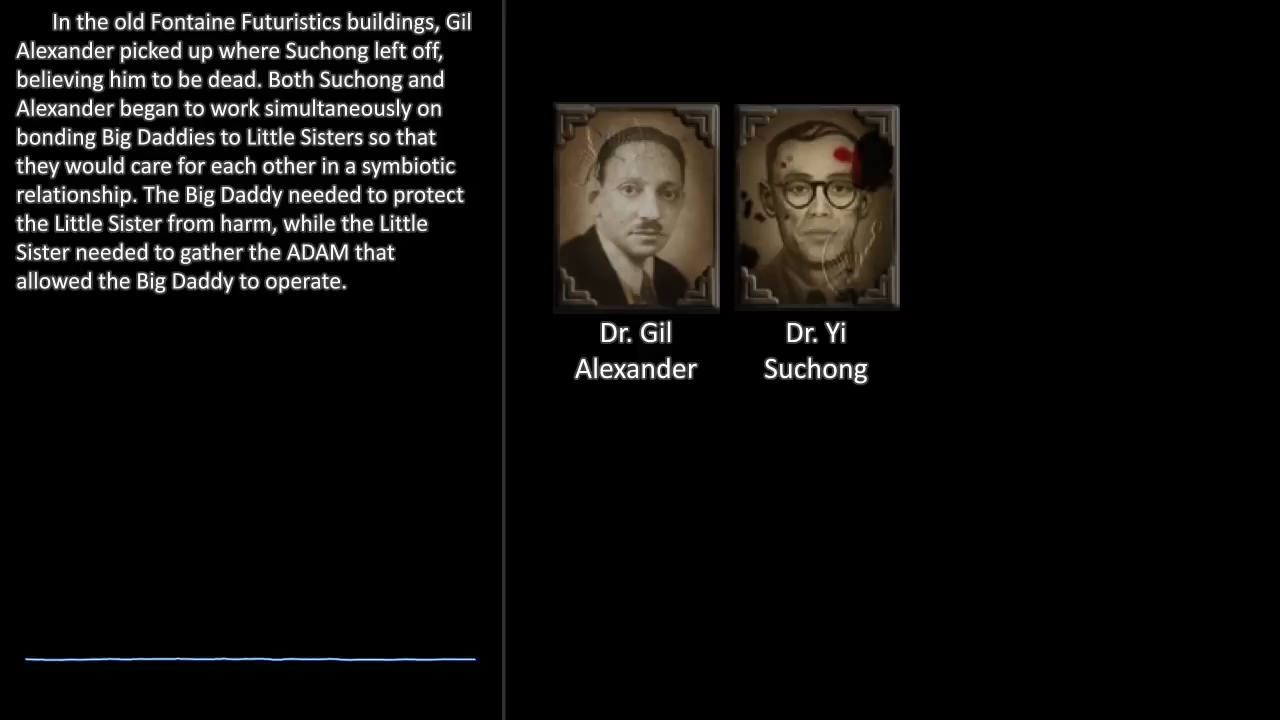 In the old Fontaine Futuristics buildings, Gil
Alexander picked up where Suchong left off,
believing him to be dead. Both Suchong and
Alexander began to work simultaneously on
bonding Big Daddies to Little Sisters so that
they would care for each other in a symbiotic
relationship. The Big Daddy needed to protect
the Little Sister from harm, while the Little
Sister needed to gather the ADAM that
allowed the Big Daddy to operate.
Dr. Gil
Alexander
Dr. Yi
Suchong